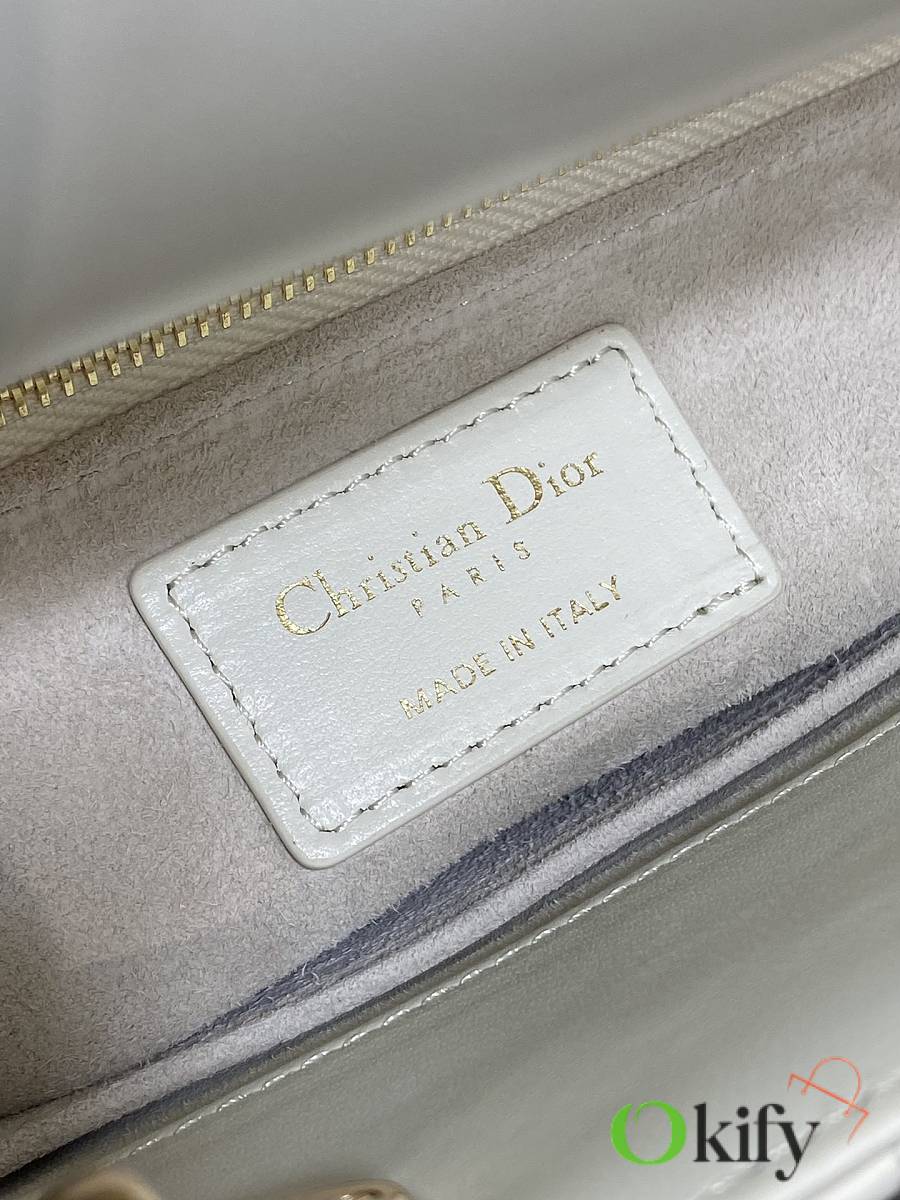 Christian Dior
PARIS
MADE IN ITALY
Okify